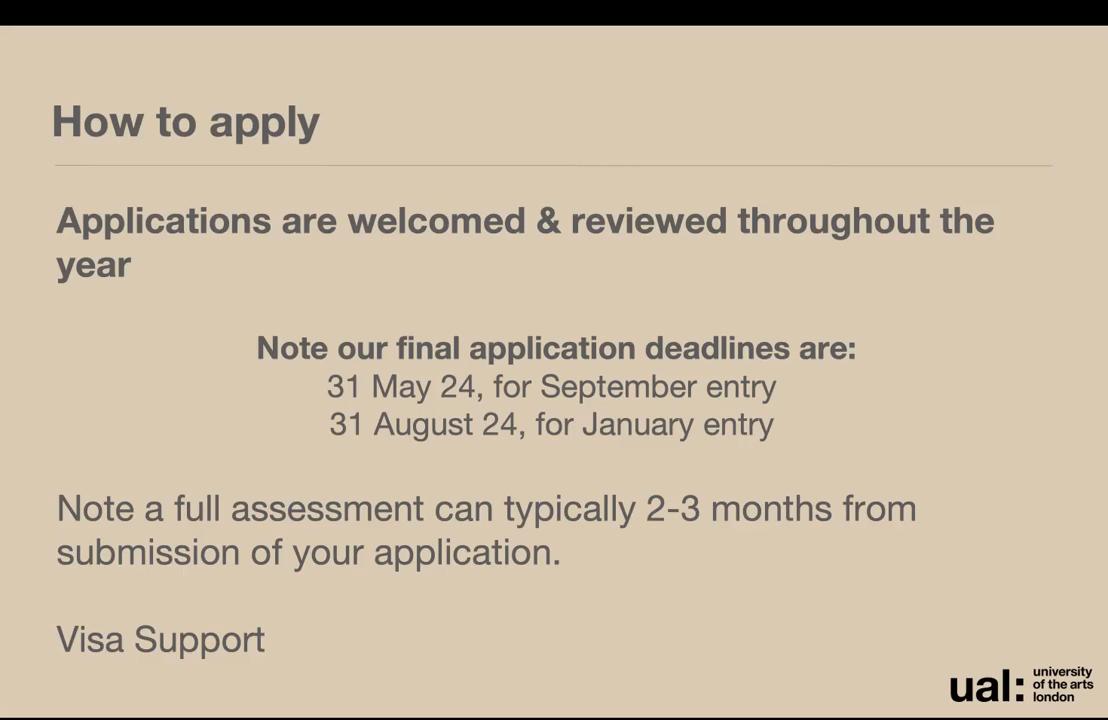 How to apply
Applications are welcomed & reviewed throughout the
year
Note our final application deadlines are:
31 May 24, for September entry
31 August 24, for January entry
Note a full assessment can typically 2-3 months from
submission of your application.
Visa Support
ual: university
of the arts
london